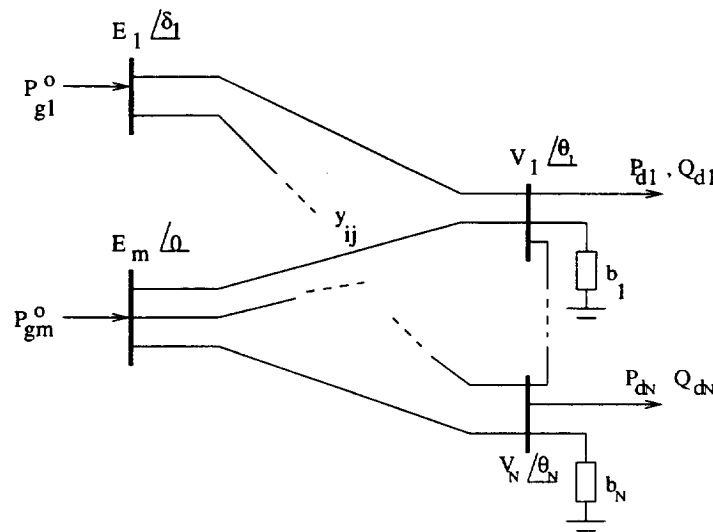 E1 /δ1
P°g1
V1 /θ1
Pd1 , Qd1
yij
Em /0
b1
P°gm
PdN QdN
VN /θN
bN